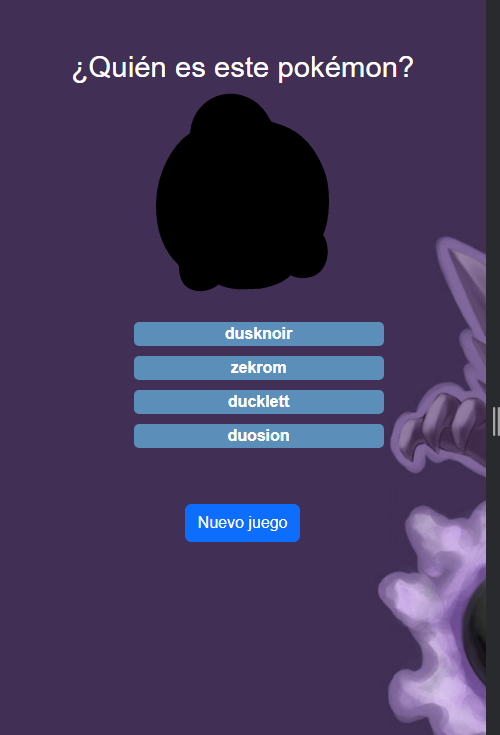 ¿Quién es este pokémon?
dusknoir
zekrom
ducklett
duosion
Nuevo juego